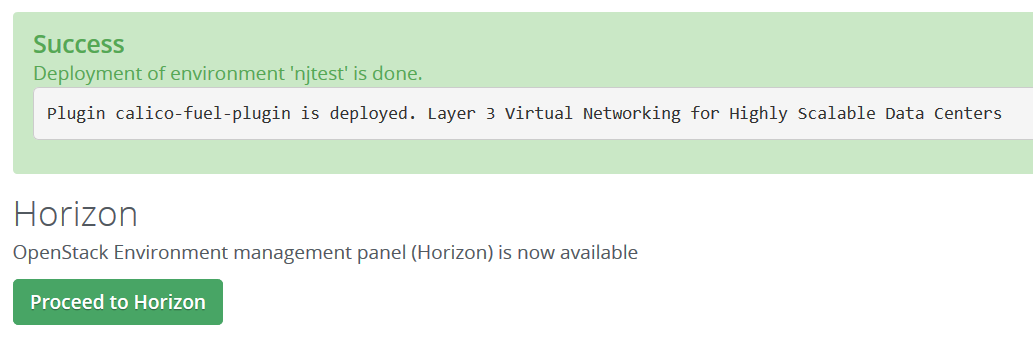 Success
Deployment of environment 'njtest' is done.
Plugin calico-fuel-plugin is deployed. Layer 3 Virtual Networking for Highly Scalable Data Centers
Horizon
OpenStack Environment management panel (Horizon) is now available
Proceed to Horizon